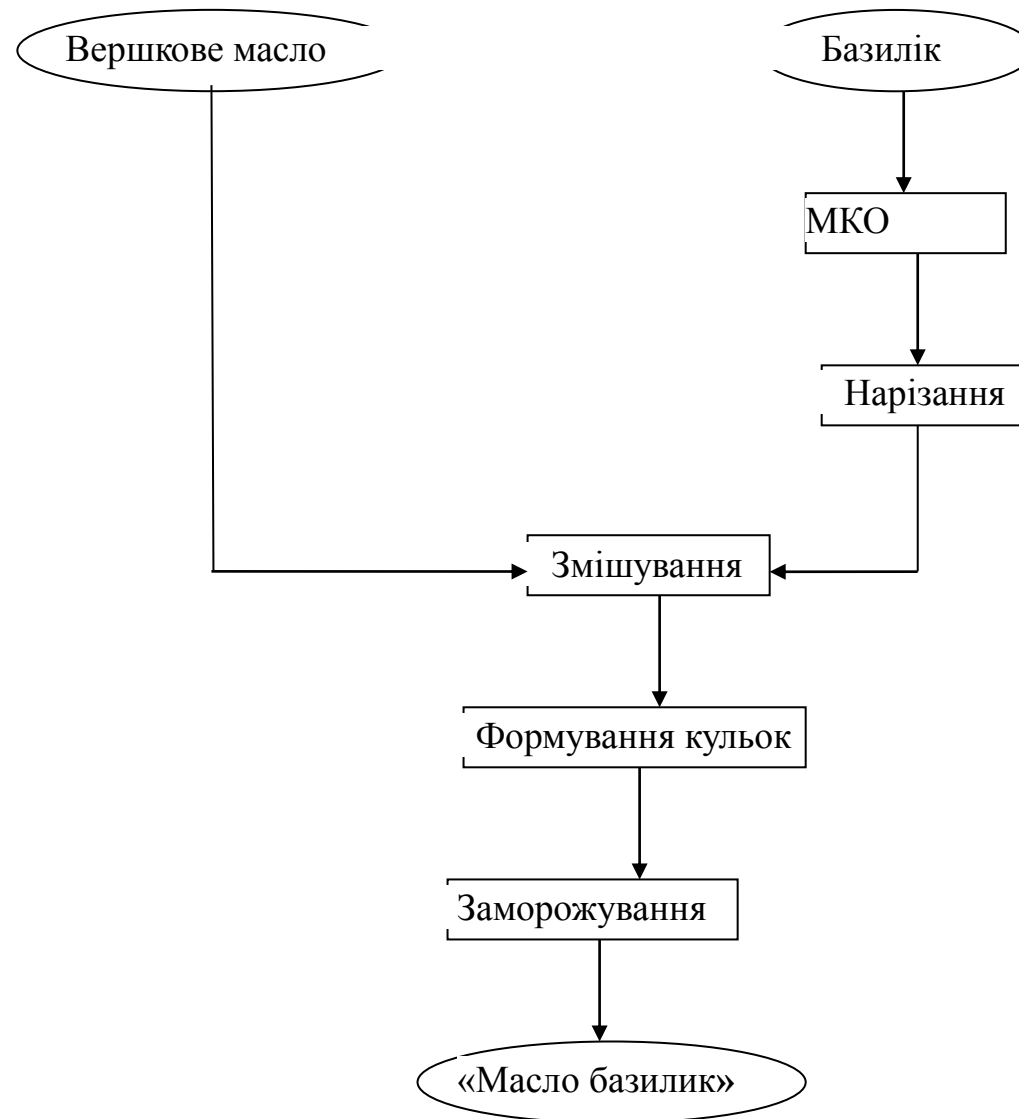 Вершкове масло
Базилік
МКО
Нарізання
Змішування
Формування кульок
Заморожування
«Масло базилик»